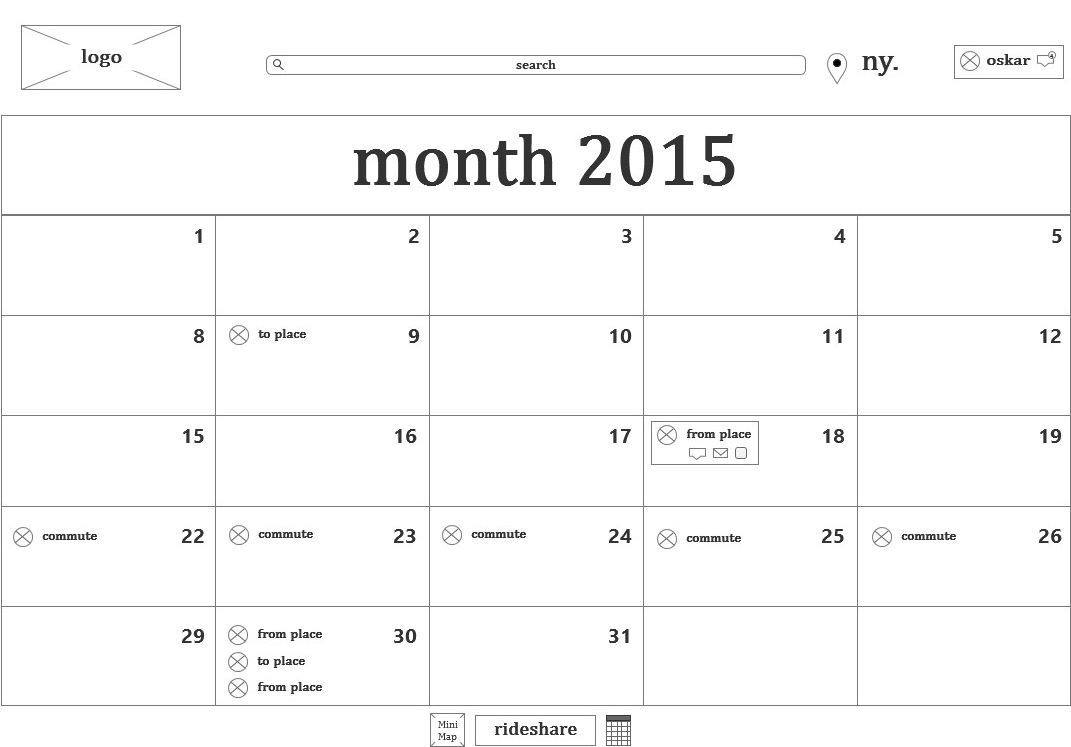 logo
search
ny.
oskar
month 2015
1 2 3 4 5
8 to place 9 10 11 12
15 16 17 from place 18 19
commute 22 commute 23 commute 24 commute 25 commute 26
29 from place 30 31
to place
from place
Mini
Map
rideshare